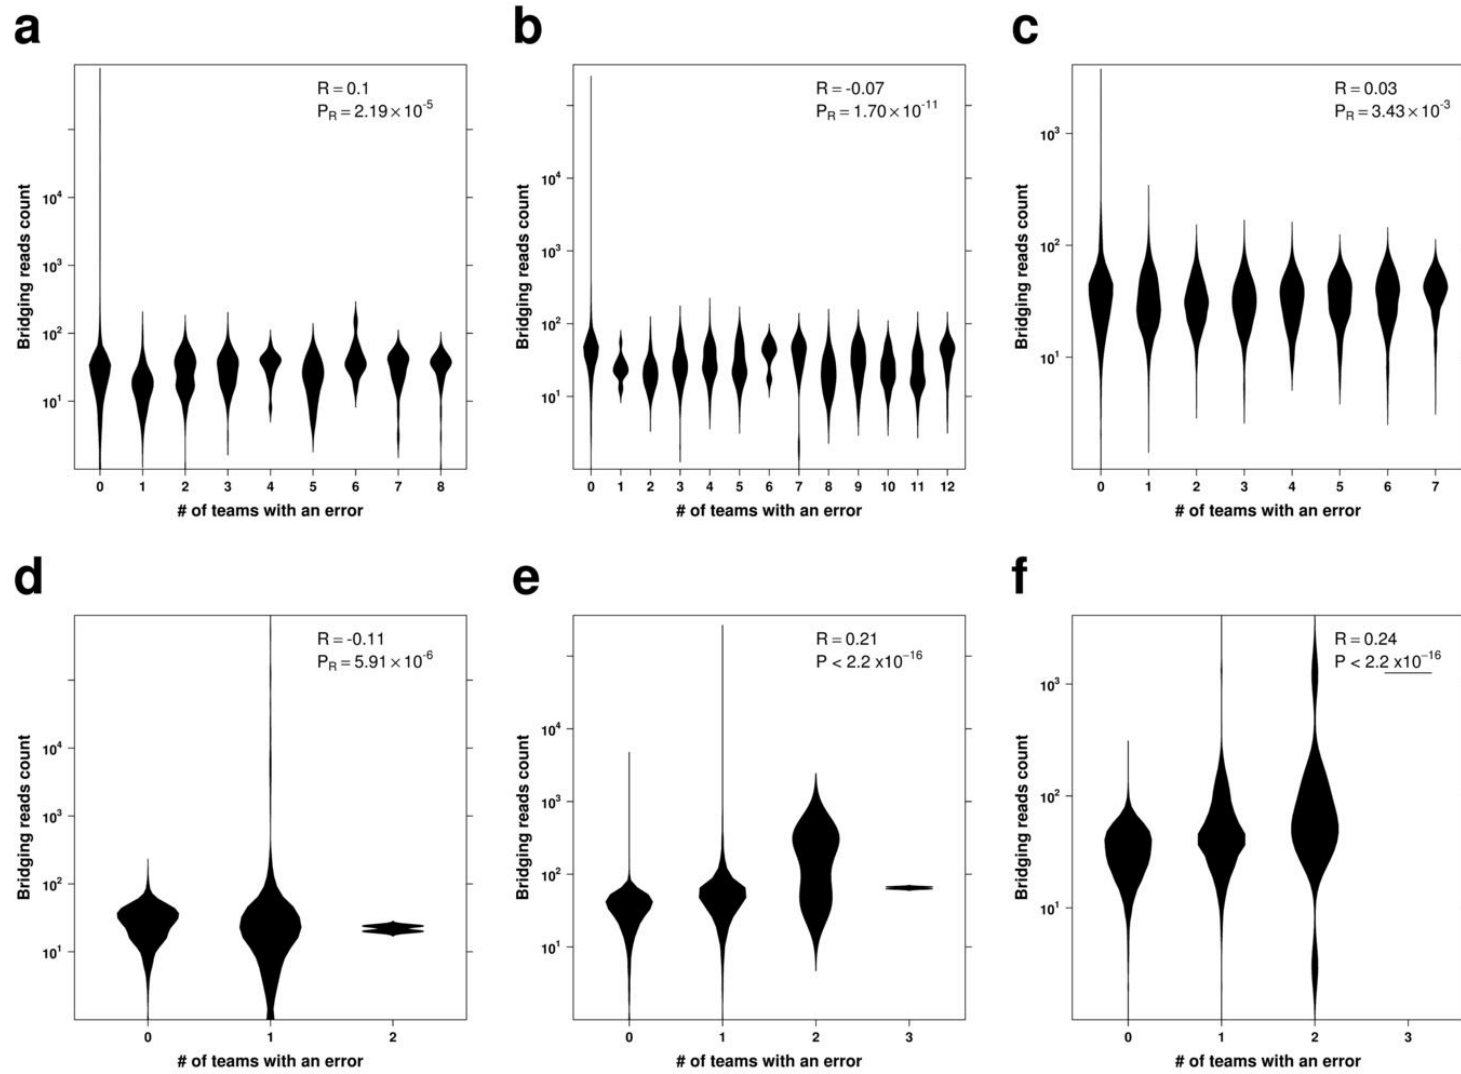 a
R = 0.1
P_R = 2.19 × 10^-5
Bridging reads count
10^4
10^3
10^2
10^1
0 1 2 3 4 5 6 7 8
# of teams with an error
b
R = -0.07
P_R = 1.70 × 10^-11
Bridging reads count
10^4
10^3
10^2
10^1
0 1 2 3 4 5 6 7 8 9 10 11 12
# of teams with an error
c
R = 0.03
P_R = 3.43 × 10^-3
Bridging reads count
10^3
10^2
10^1
0 1 2 3 4 5 6 7
# of teams with an error
d
R = -0.11
P_R = 5.91 × 10^-6
Bridging reads count
10^4
10^3
10^2
10^1
0 1 2
# of teams with an error
e
R = 0.21
P < 2.2 x10^-16
Bridging reads count
10^4
10^3
10^2
10^1
0 1 2 3
# of teams with an error
f
R = 0.24
P < 2.2 x10^-16
Bridging reads count
10^3
10^2
10^1
0 1 2 3
# of teams with an error